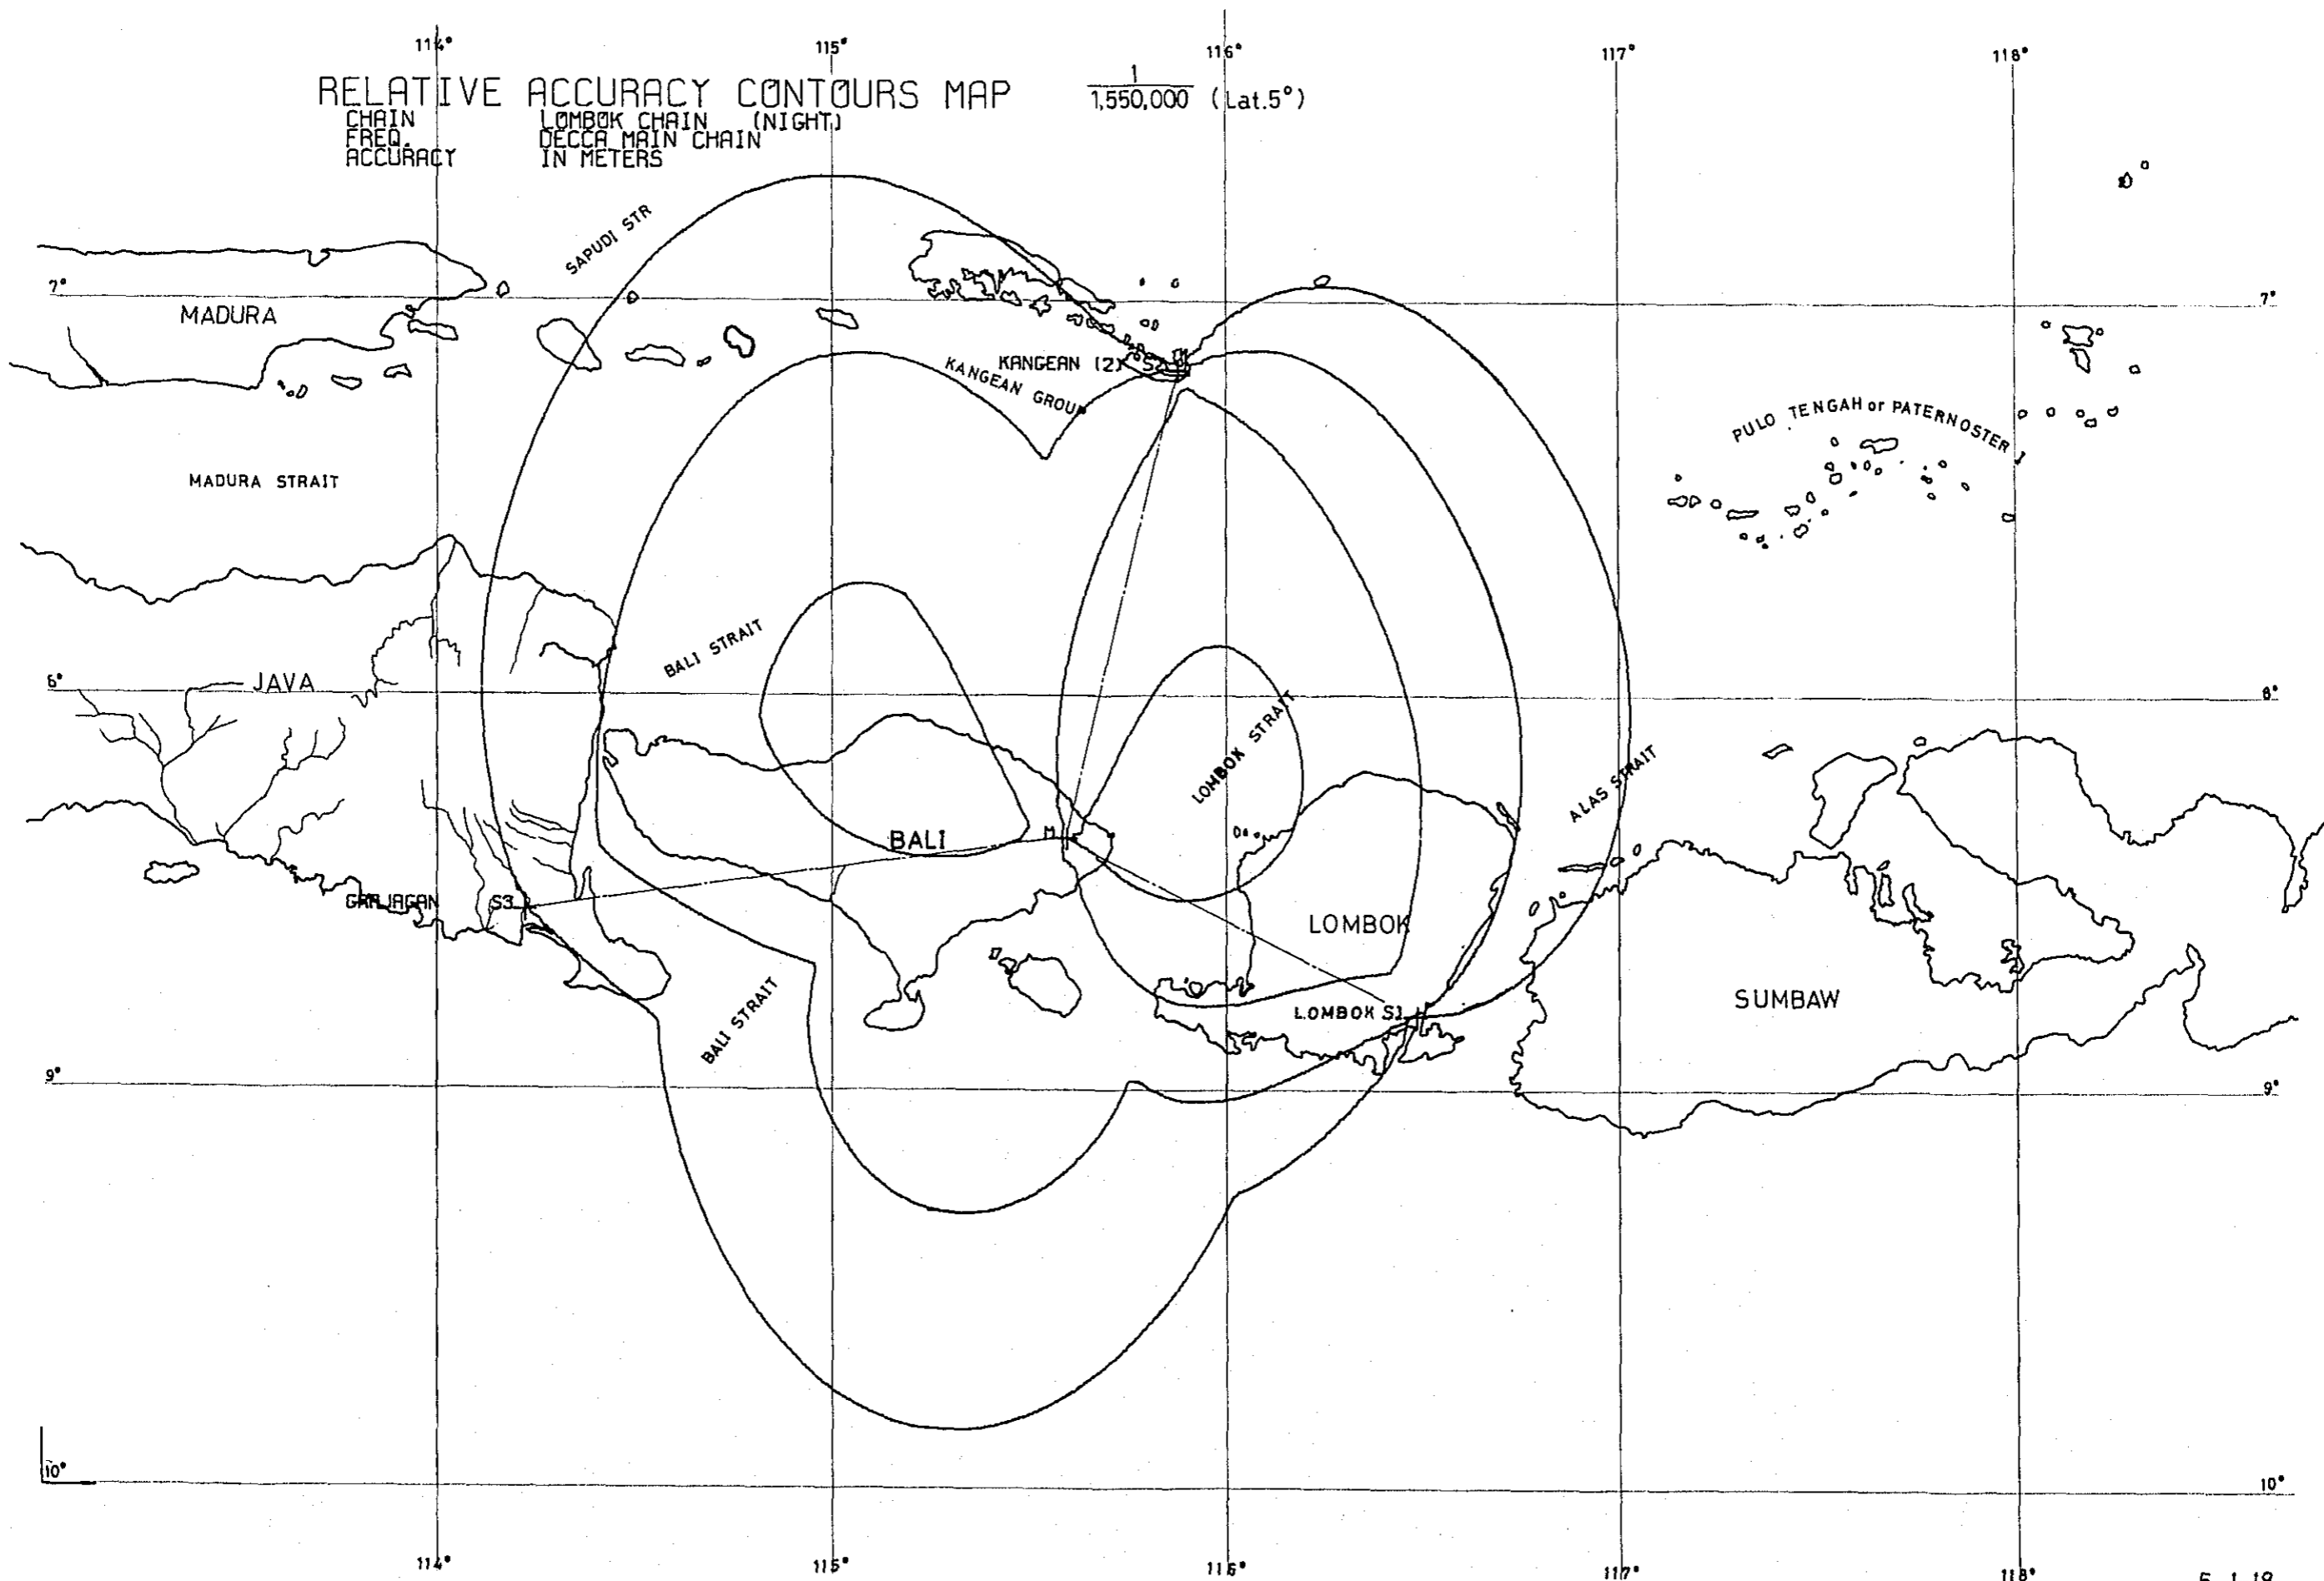 114°
115°
116°
117°
118°
RELATIVE ACCURACY CONTOURS MAP
1
1,550,000 (Lat.5°)
CHAIN LOMBOK CHAIN (NIGHT)
FREQ. DECCA MAIN CHAIN
ACCURACY IN METERS
SAPUDI STR
7°
7°
MADURA
KANGEAN (2)
KANGEAN GROUP
PULO TENGAH or PATERNOSTER
MADURA STRAIT
BALI STRAIT
JAVA
6°
8°
LOMBOK STRAIT
ALAS STRAIT
M
BALI
S3
LOMBOK
LOMBOK S1
SUMBAW
BALI STRAIT
9°
9°
10°
10°
114°
115°
116°
117°
118°